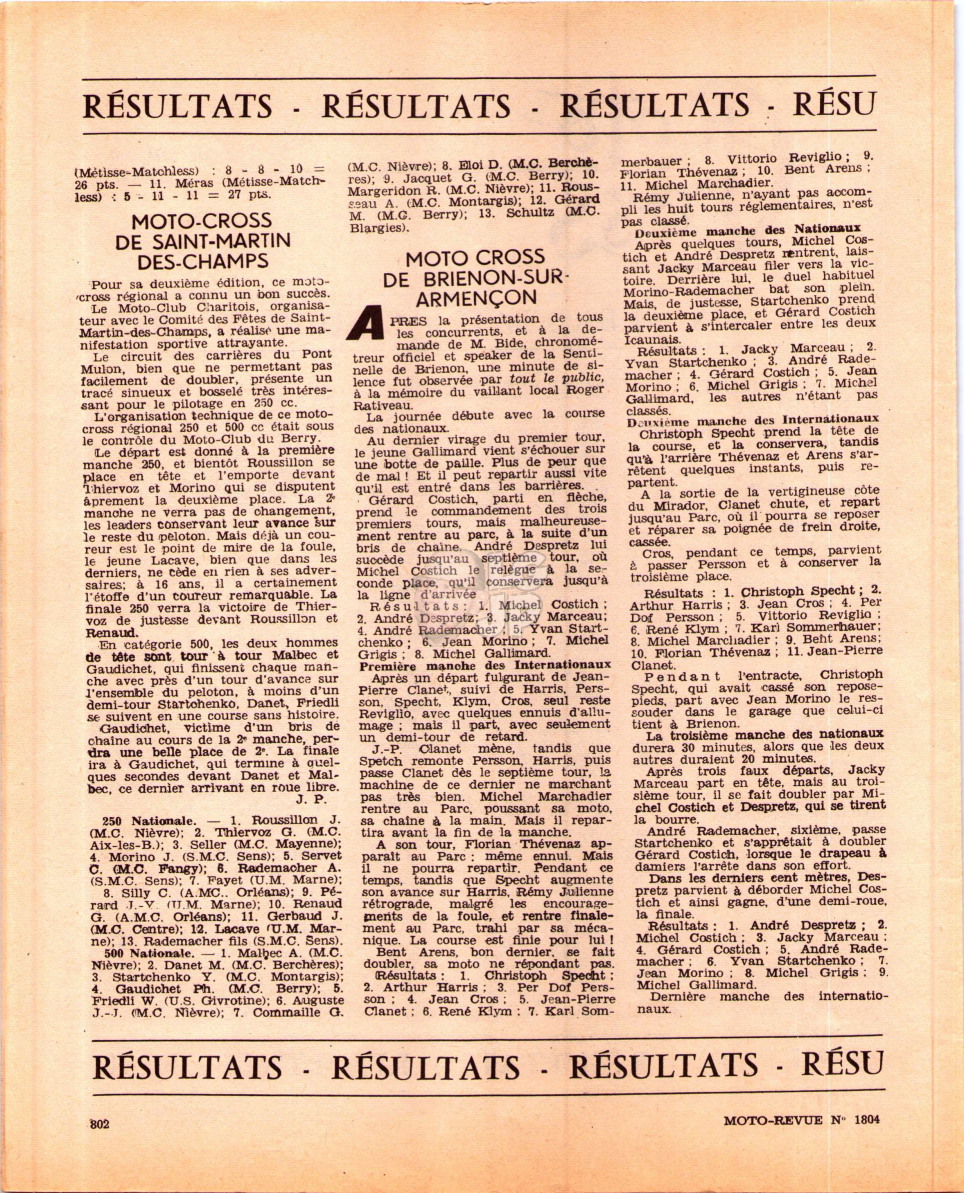 RÉSULTATS - RÉSULTATS - RÉSULTATS - RÉSU
(Métisse-Matchless) : 8 - 8 - 10 =
26 pts. — 11. Méras (Métisse-Match-
less) : 5 - 11 - 11 = 27 pts.
MOTO-CROSS
DE SAINT-MARTIN
DES-CHAMPS
Pour sa deuxième édition, ce moto-
cross régional a connu un bon succès.
Le Moto-Club Charitois, organisa-
teur avec le Comité des Fêtes de Saint-
Martin-des-Champs, a réalisé une ma-
nifestation sportive attrayante.
Le circuit des carrières du Pont
Mulon, bien que ne permettant pas
facilement de doubler, présente un
tracé sinueux et bosselé très intéres-
sant pour le pilotage en 250 cc.
L'organisation technique de ce moto-
cross régional 250 et 500 cc était sous
le contrôle du Moto-Club du Berry.
Le départ est donné à la première
manche 250, et bientôt Roussillon se
place en tête et l'emporte devant
Thiervoz et Morino qui se disputent
âprement la deuxième place. La 2e
manche ne verra pas de changement,
les leaders conservant leur avance sur
le reste du peloton. Mais déjà un cou-
reur est le point de mire de la foule,
le jeune Lacave, bien que dans les
derniers, ne cède en rien à ses adver-
saires; à 16 ans, il a certainement
l'étoffe d'un coureur remarquable. La
finale 250 verra la victoire de Thier-
voz de justesse devant Roussillon et
Renaud.
En catégorie 500, les deux hommes
de tête sont tour à tour Malbec et
Gaudichet, qui finissent chaque man-
che avec près d'un tour d'avance sur
l'ensemble du peloton, à moins d'un
demi-tour Startohenko, Danet, Friedli
se suivent en une course sans histoire.
Gaudichet, victime d'un bris de
chaîne au cours de la 2e manche, per-
dra une belle place de 2e. La finale
ira à Gaudichet, qui termine à quel-
ques secondes devant Danet et Mal-
bec, ce dernier arrivant en roue libre.
J. P.
250 Nationale. — 1. Roussillon J.
(M.C. Nièvre); 2. Thiervoz G. (M.C.
Aix-les-B.); 3. Seller (M.C. Mayenne);
4. Morino J. (S.M.C. Sens); 5. Servet
C. (M.C. Fangy); 6. Rademacher A.
(S.M.C. Sens); 7. Fayet (U.M. Marne);
8. Silly C. (A.MC. Orléans); 9. Pé-
rard J.-Y. (U.M. Marne); 10. Renaud
G. (A.M.C. Orléans); 11. Gerbaud J.
(M.C. Centre); 12. Lacave (U.M. Mar-
ne); 13. Rademacher fils (S.M.C. Sens).
500 Nationale. — 1. Malbec A. (M.C.
Nièvre); 2. Danet M. (M.C. Berchères);
3. Startchenko Y. (M.C. Montargis);
4. Gaudichet Ph. (M.C. Berry); 5.
Friedli W. (U.S. Givrotine); 6. Auguste
J.-J. (M.C. Nièvre); 7. Commaille G.
(M.C. Nièvre); 8. Eloi D. (M.C. Berchè-
res); 9. Jacquet G. (M.C. Berry); 10.
Margeridon R. (M.C. Nièvre); 11. Rous-
seau A. (M.C. Montargis); 12. Gérard
M. (M.C. Berry); 13. Schultz (M.C.
Blargies).
MOTO CROSS
DE BRIENON-SUR-
ARMENÇON
APRES la présentation de tous
les concurrents, et à la de-
mande de M. Bide, chronomé-
treur officiel et speaker de la Senti-
nelle de Brienon, une minute de si-
lence fut observée par tout le public,
à la mémoire du vaillant local Roger
Rativeau.
La journée débute avec la course
des nationaux.
Au dernier virage du premier tour,
le jeune Gallimard vient s'échouer sur
une botte de paille. Plus de peur que
de mal ! Et il peut repartir aussi vite
qu'il est entré dans les barrières.
Gérard Costich, parti en flèche,
prend le commandement des trois
premiers tours, mais malheureuse-
ment rentre au parc, à la suite d'un
bris de chaîne. André Despretz lui
succède jusqu'au septième tour, où
Michel Costich le relègue à la se-
conde place, qu'il conservera jusqu'à
la ligne d'arrivée
Résultats : 1. Michel Costich ;
2. André Despretz; 3. Jacky Marceau;
4. André Rademacher ; 5. Yvan Start-
chenko ; 6. Jean Morino ; 7. Michel
Grigis ; 8. Michel Gallimard.
Première manche des Internationaux
Après un départ fulgurant de Jean-
Pierre Clanet, suivi de Harris, Pers-
son, Specht, Klym, Cros, seul reste
Reviglio, avec quelques ennuis d'allu-
mage ; mais il part, avec seulement
un demi-tour de retard.
J.-P. Clanet mène, tandis que
Spetch remonte Persson, Harris, puis
passe Clanet dès le septième tour, la
machine de ce dernier ne marchant
pas très bien. Michel Marchadier
rentre au Parc, poussant sa moto,
sa chaîne à la main. Mais il repar-
tira avant la fin de la manche.
A son tour, Florian Thévenaz ap-
paraît au Parc : même ennui. Mais
il ne pourra repartir. Pendant ce
temps, tandis que Specht augmente
son avance sur Harris, Rémy Julienne
rétrograde, malgré les encourage-
ments de la foule, et rentre finale-
ment au Parc, trahi par sa méca-
nique. La course est finie pour lui !
Bent Arens, bon dernier, se fait
doubler, sa moto ne répondant pas.
(Résultats : 1. Christoph Specht ;
2. Arthur Harris ; 3. Per Dof Pers-
son ; 4. Jean Cros ; 5. Jean-Pierre
Clanet ; 6. René Klym ; 7. Karl Som-
merbauer ; 8. Vittorio Reviglio ; 9.
Florian Thévenaz ; 10. Bent Arens ;
11. Michel Marchadier.
Rémy Julienne, n'ayant pas accom-
pli les huit tours réglementaires, n'est
pas classé.
Deuxième manche des Nationaux
Après quelques tours, Michel Cos-
tich et André Despretz rentrent, lais-
sant Jacky Marceau filer vers la vic-
toire. Derrière lui, le duel habituel
Morino-Rademacher bat son plein.
Mais, de justesse, Startchenko prend
la deuxième place, et Gérard Costich
parvient à s'intercaler entre les deux
Icaunais.
Résultats : 1. Jacky Marceau ; 2.
Yvan Startchenko ; 3. André Rade-
macher ; 4. Gérard Costich ; 5. Jean
Morino ; 6. Michel Grigis ; 7. Michel
Gallimard, les autres n'étant pas
classés.
Deuxième manche des Internationaux
Christoph Specht prend la tête de
la course, et la conservera, tandis
qu'à l'arrière Thévenaz et Arens s'ar-
rêtent quelques instants, puis re-
partent.
A la sortie de la vertigineuse côte
du Mirador, Clanet chute, et repart
jusqu'au Parc, où il pourra se reposer
et réparer sa poignée de frein droite,
cassée.
Cros, pendant ce temps, parvient
à passer Persson et à conserver la
troisième place.
Résultats : 1. Christoph Specht ; 2.
Arthur Harris ; 3. Jean Cros ; 4. Per
Dof Persson ; 5. Vittorio Reviglio ;
6. René Klym ; 7. Karl Sommerhauer ;
8. Michel Marchadier ; 9. Beht Arens;
10. Florian Thévenaz ; 11. Jean-Pierre
Clanet.
Pendant l'entracte, Christoph
Specht, qui avait cassé son repose-
pieds, part avec Jean Morino le res-
souder dans le garage que celui-ci
tient à Brienon.
La troisième manche des nationaux
durera 30 minutes, alors que les deux
autres duraient 20 minutes.
Après trois faux départs, Jacky
Marceau part en tête, mais au troi-
sième tour, il se fait doubler par Mi-
chel Costich et Despretz, qui se tirent
la bourre.
André Rademacher, sixième, passe
Startchenko et s'apprêtait à doubler
Gérard Costich, lorsque le drapeau à
damiers l'arrête dans son effort.
Dans les derniers cent mètres, Des-
pretz parvient à déborder Michel Cos-
tich et ainsi gagne, d'une demi-roue,
la finale.
Résultats : 1. André Despretz ; 2.
Michel Costich ; 3. Jacky Marceau ;
4. Gérard Costich ; 5. André Rade-
macher ; 6. Yvan Startchenko ; 7.
Jean Morino ; 8. Michel Grigis ; 9.
Michel Gallimard.
Dernière manche des internatio-
naux.
RÉSULTATS - RÉSULTATS - RÉSULTATS - RÉSU
802
MOTO-REVUE N° 1804